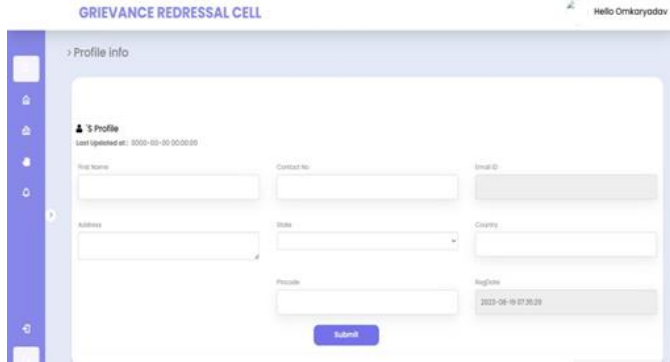 GRIEVANCE REDRESSAL CELL
Hello Omkaryadav
> Profile info
'S Profile
Last Updated at : 0000-00-00 00:00:00
First Name
Contact No.
Email ID
Address
State
Country
Pincode
RegDate
2023-06-19 07:35:29
Submit